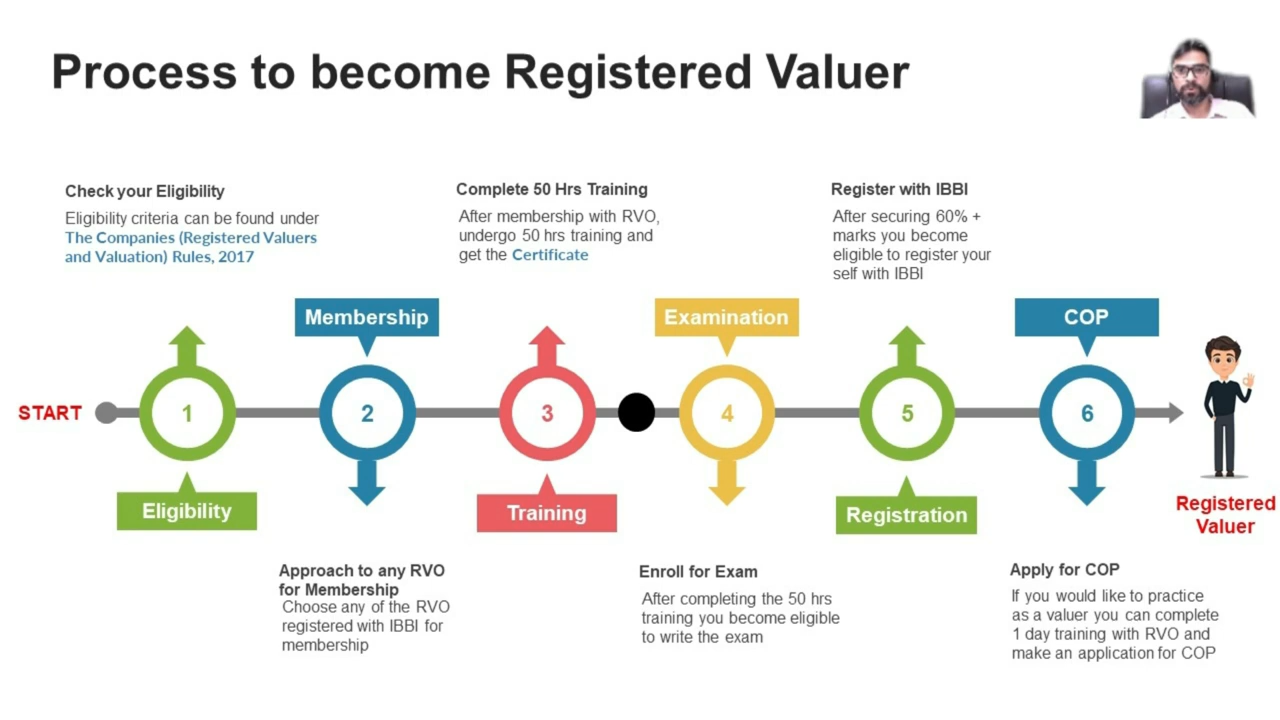 Process to become Registered Valuer
Check your Eligibility
Eligibility criteria can be found under
The Companies (Registered Valuers
and Valuation) Rules, 2017
Complete 50 Hrs Training
After membership with RVO,
undergo 50 hrs training and
get the Certificate
Register with IBBI
After securing 60% +
marks you become
eligible to register your
self with IBBI
Membership
Examination
COP
START
1
2
3
4
5
6
Eligibility
Training
Registration
Registered
Valuer
Approach to any RVO
for Membership
Choose any of the RVO
registered with IBBI for
membership
Enroll for Exam
After completing the 50 hrs
training you become eligible
to write the exam
Apply for COP
If you would like to practice
as a valuer you can complete
1 day training with RVO and
make an application for COP